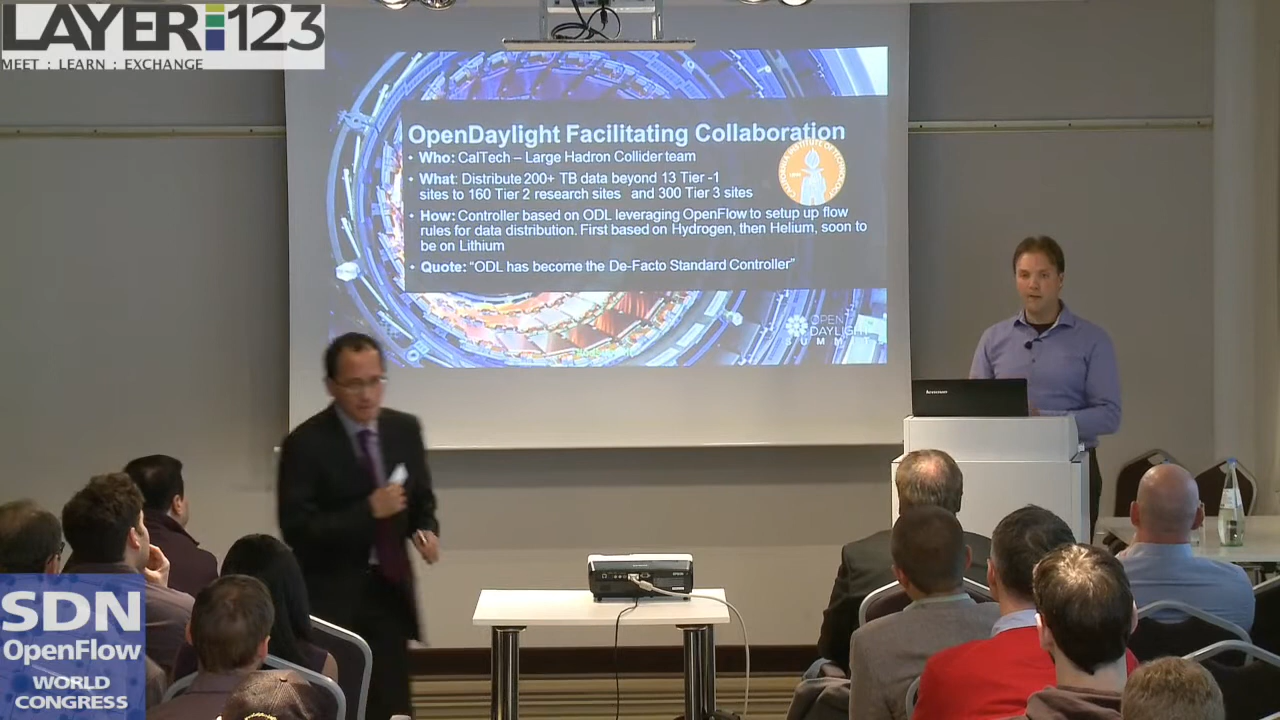 LAYER123
MEET : LEARN : EXCHANGE
OpenDaylight Facilitating Collaboration
• Who: CalTech – Large Hadron Collider team
• What: Distribute 200+ TB data beyond 13 Tier -1
sites to 160 Tier 2 research sites and 300 Tier 3 sites
• How: Controller based on ODL leveraging OpenFlow to setup up flow
rules for data distribution. First based on Hydrogen, then Helium, soon to
be on Lithium
• Quote: "ODL has become the De-Facto Standard Controller"
OPEN
DAYLIGHT
SUMMIT
Lenovo
EPSON
SDN
OpenFlow
WORLD
CONGRESS